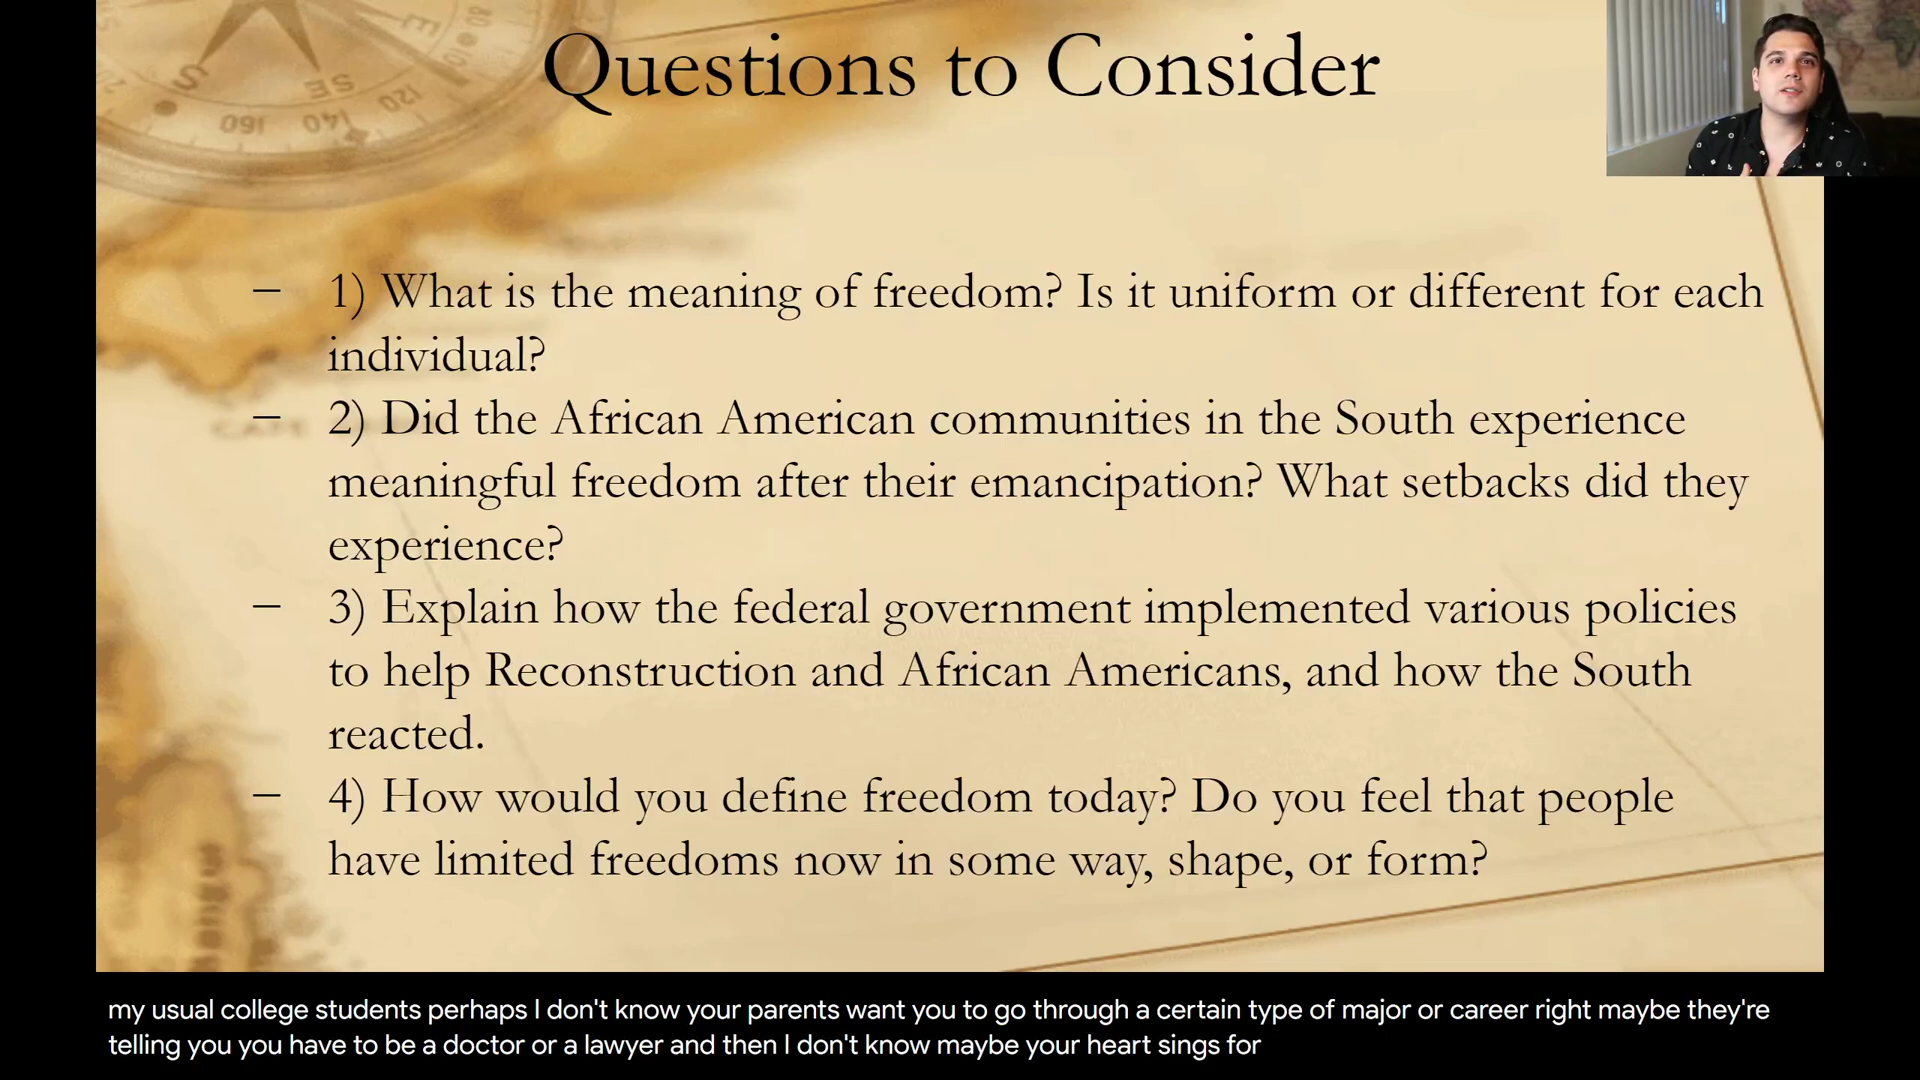 Questions to Consider
S
SE
E
160
140
120
80
– 1) What is the meaning of freedom? Is it uniform or different for each
individual?
– 2) Did the African American communities in the South experience
meaningful freedom after their emancipation? What setbacks did they
experience?
– 3) Explain how the federal government implemented various policies
to help Reconstruction and African Americans, and how the South
reacted.
– 4) How would you define freedom today? Do you feel that people
have limited freedoms now in some way, shape, or form?
my usual college students perhaps I don't know your parents want you to go through a certain type of major or career right maybe they're
telling you you have to be a doctor or a lawyer and then I don't know maybe your heart sings for